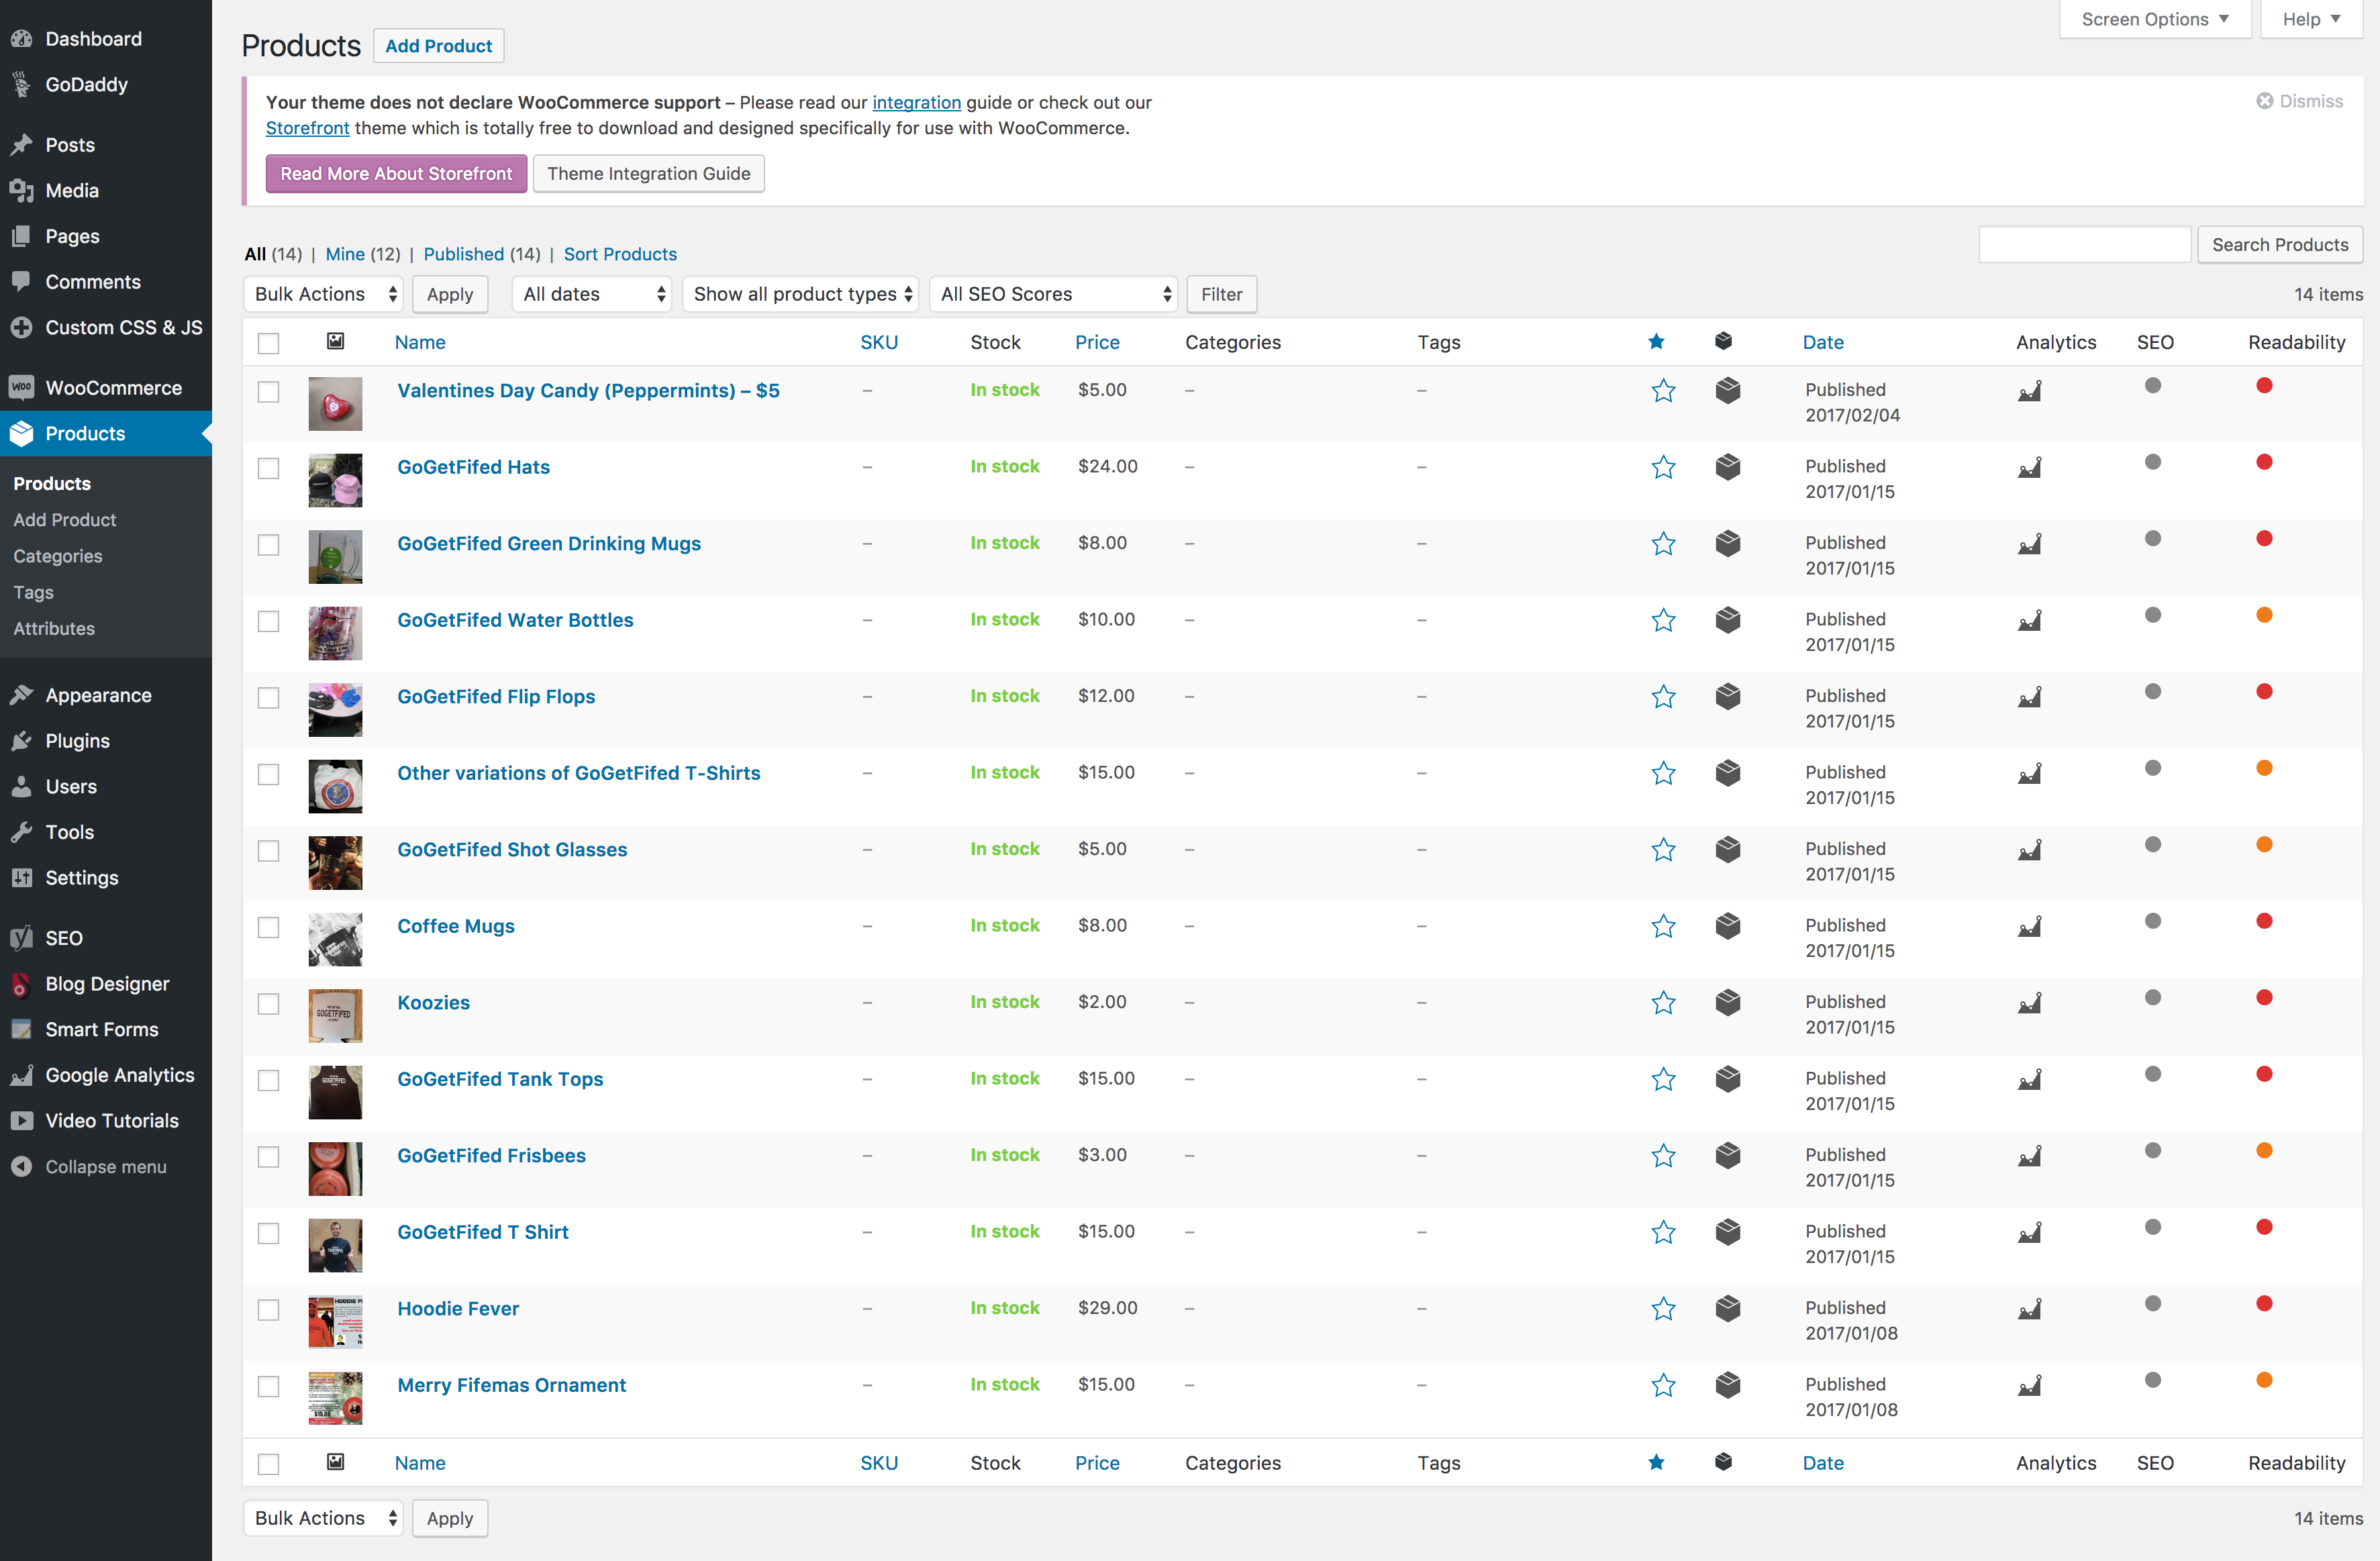 Dashboard
GoDaddy
Posts
Media
Pages
Comments
Custom CSS & JS
WooCommerce
Products
Products
Add Product
Categories
Tags
Attributes
Appearance
Plugins
Users
Tools
Settings
SEO
Blog Designer
Smart Forms
Google Analytics
Video Tutorials
Collapse menu
Screen Options ▼ Help ▼
Products Add Product
Your theme does not declare WooCommerce support – Please read our integration guide or check out our
Storefront theme which is totally free to download and designed specifically for use with WooCommerce.
Dismiss
Read More About Storefront Theme Integration Guide
All (14) | Mine (12) | Published (14) | Sort Products
Search Products
Bulk Actions Apply All dates Show all product types All SEO Scores Filter 14 items
Name SKU Stock Price Categories Tags Date Analytics SEO Readability
Valentines Day Candy (Peppermints) – $5 – In stock $5.00 – – Published
2017/02/04
GoGetFifed Hats – In stock $24.00 – – Published
2017/01/15
GoGetFifed Green Drinking Mugs – In stock $8.00 – – Published
2017/01/15
GoGetFifed Water Bottles – In stock $10.00 – – Published
2017/01/15
GoGetFifed Flip Flops – In stock $12.00 – – Published
2017/01/15
Other variations of GoGetFifed T-Shirts – In stock $15.00 – – Published
2017/01/15
GoGetFifed Shot Glasses – In stock $5.00 – – Published
2017/01/15
Coffee Mugs – In stock $8.00 – – Published
2017/01/15
Koozies – In stock $2.00 – – Published
2017/01/15
GoGetFifed Tank Tops – In stock $15.00 – – Published
2017/01/15
GoGetFifed Frisbees – In stock $3.00 – – Published
2017/01/15
GoGetFifed T Shirt – In stock $15.00 – – Published
2017/01/15
Hoodie Fever – In stock $29.00 – – Published
2017/01/08
Merry Fifemas Ornament – In stock $15.00 – – Published
2017/01/08
Name SKU Stock Price Categories Tags Date Analytics SEO Readability
Bulk Actions Apply 14 items